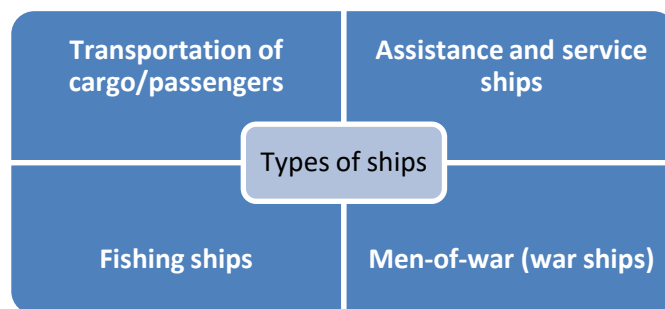 Transportation of
cargo/passengers
Assistance and service
ships
Types of ships
Fishing ships
Men-of-war (war ships)